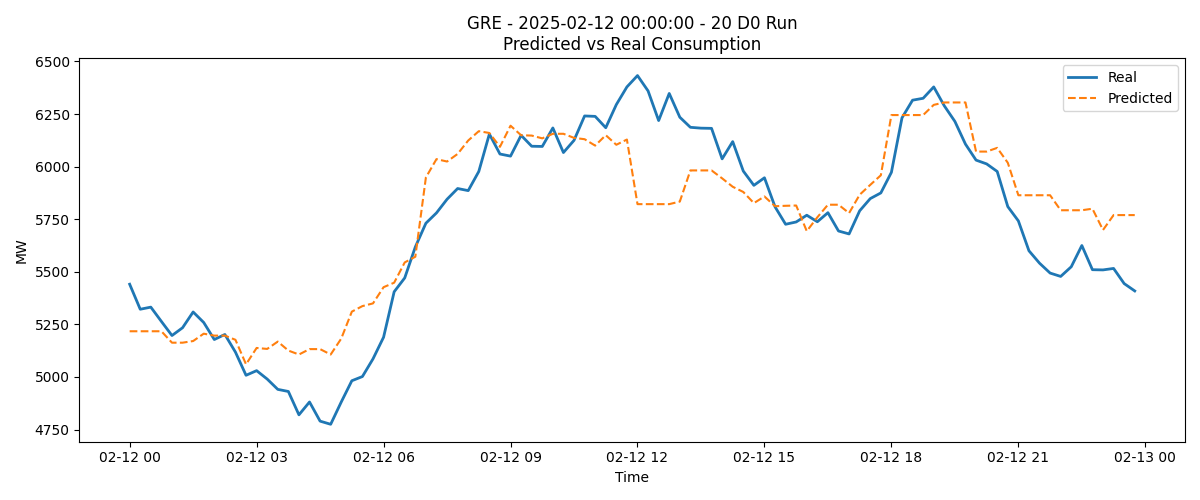 GRE - 2025-02-12 00:00:00 - 20 D0 Run
Predicted vs Real Consumption
6500
6250
6000
5750
5500
5250
5000
4750
MW
Real
Predicted
02-12 00
02-12 03
02-12 06
02-12 09
02-12 12
02-12 15
02-12 18
02-12 21
02-13 00
Time